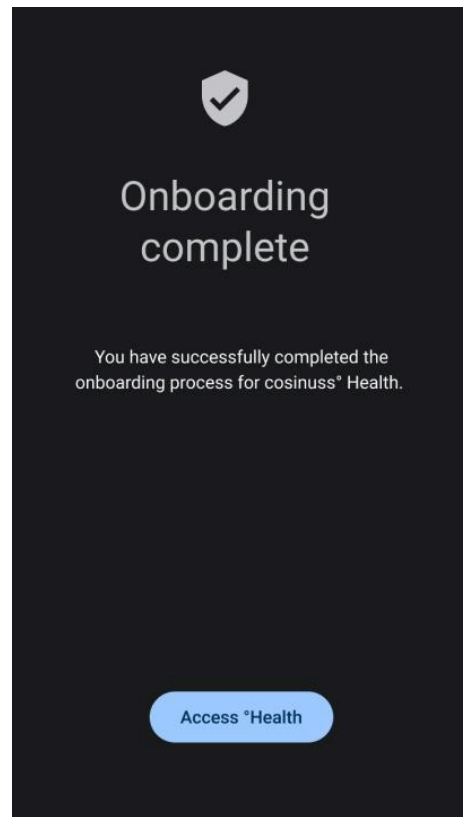 Onboarding
complete
You have successfully completed the
onboarding process for cosinuss° Health.
Access °Health